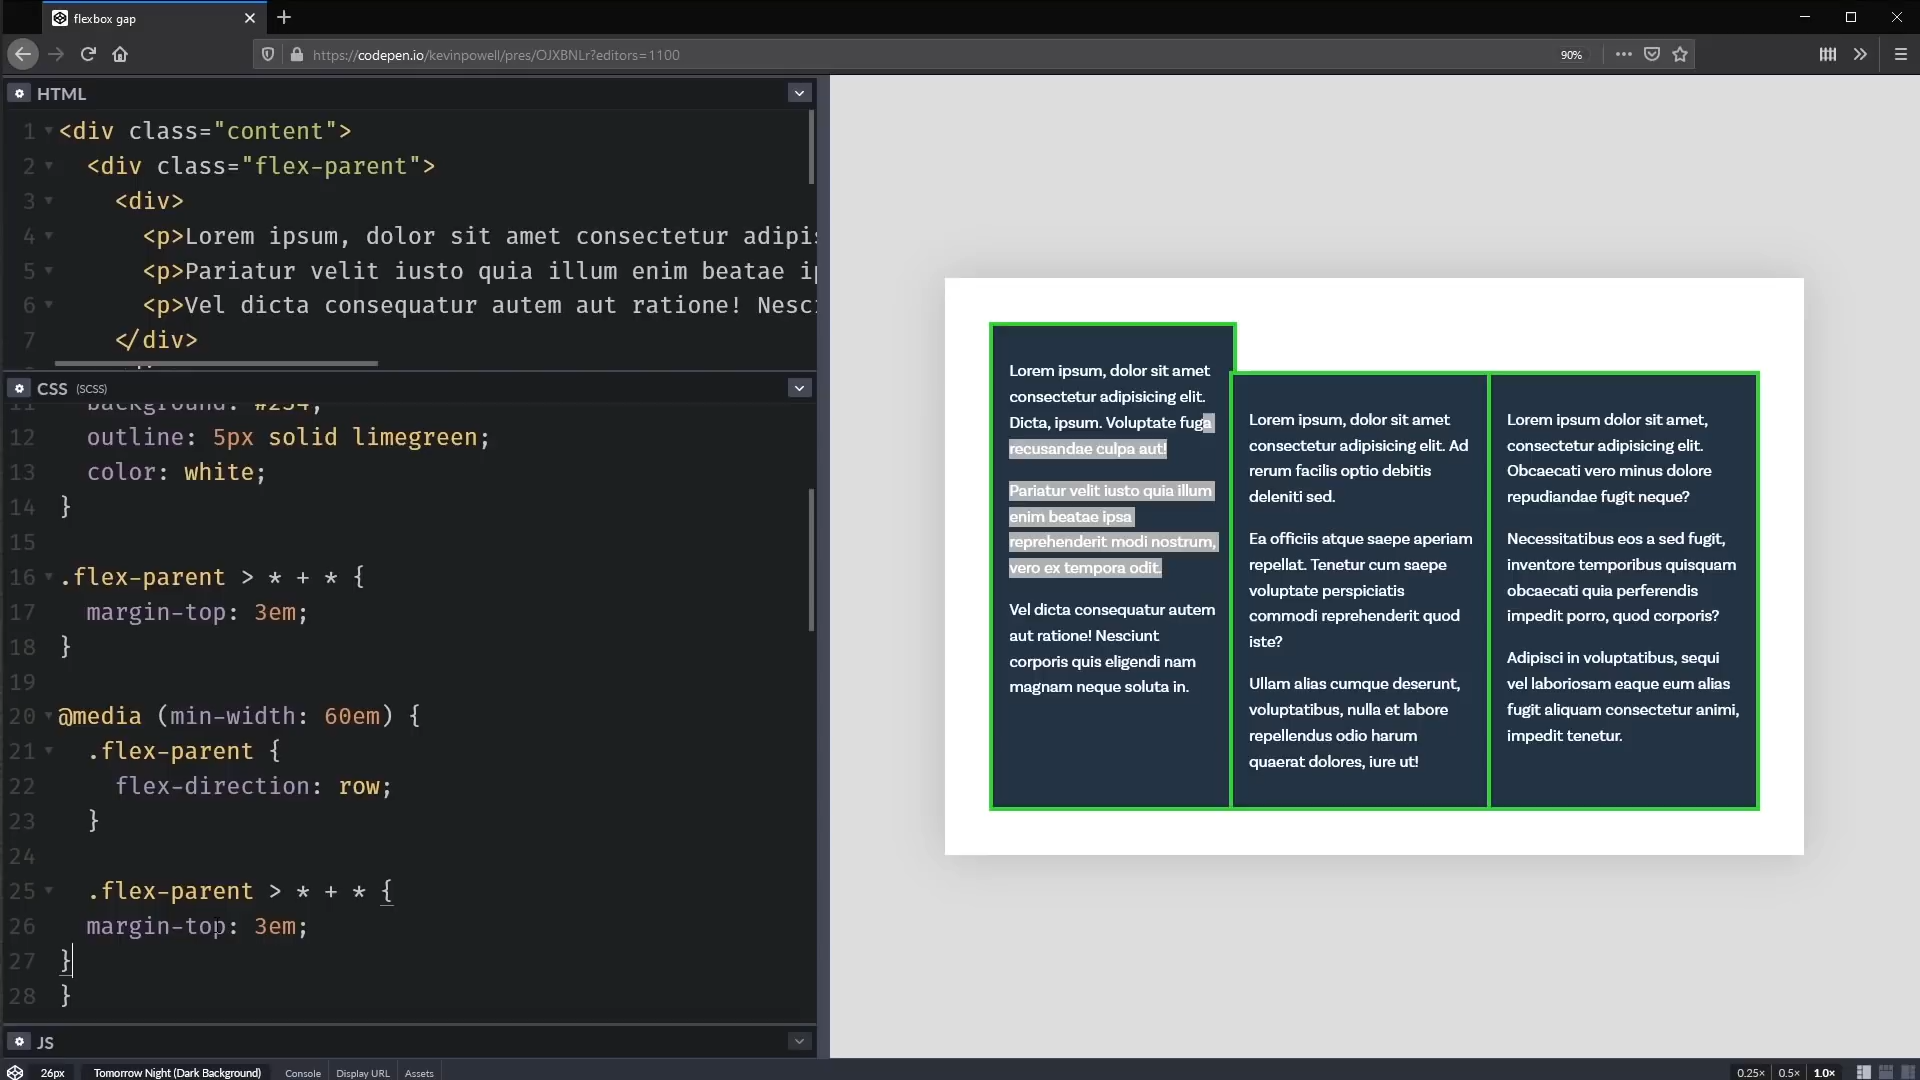 flexbox gap
https://codepen.io/kevinpowell/pres/OJXBNLr?editors=1100
90%
HTML
1 <div class="content">
2 <div class="flex-parent">
3 <div>
4 <p>Lorem ipsum, dolor sit amet consectetur adipis
5 <p>Pariatur velit iusto quia illum enim beatae ip
6 <p>Vel dicta consequatur autem aut ratione! Nesc
7 </div>
CSS (SCSS)
11 background: #234;
12 outline: 5px solid limegreen;
13 color: white;
14 }
15
16 .flex-parent > * + * {
17 margin-top: 3em;
18 }
19
20 @media (min-width: 60em) {
21 .flex-parent {
22 flex-direction: row;
23 }
24
25 .flex-parent > * + * {
26 margin-top: 3em;
27 }
28 }
JS
26px Tomorrow Night (Dark Background) Console Display URL Assets
Lorem ipsum, dolor sit amet
consectetur adipisicing elit.
Dicta, ipsum. Voluptate fuga
recusandae culpa aut!
Pariatur velit iusto quia illum
enim beatae ipsa
reprehenderit modi nostrum,
vero ex tempora odit.
Vel dicta consequatur autem
aut ratione! Nesciunt
corporis quis eligendi nam
magnam neque soluta in.
Lorem ipsum, dolor sit amet
consectetur adipisicing elit. Ad
rerum facilis optio debitis
deleniti sed.
Ea officiis atque saepe aperiam
repellat. Tenetur cum saepe
voluptate perspiciatis
commodi reprehenderit quod
iste?
Ullam alias cumque deserunt,
voluptatibus, nulla et labore
repellendus odio harum
quaerat dolores, iure ut!
Lorem ipsum dolor sit amet,
consectetur adipisicing elit.
Obcaecati vero minus dolore
repudiandae fugit neque?
Necessitatibus eos a sed fugit,
inventore temporibus quisquam
obcaecati quia perferendis
impedit porro, quod corporis?
Adipisci in voluptatibus, sequi
vel laboriosam eaque eum alias
fugit aliquam consectetur animi,
impedit tenetur.
0.25× 0.5× 1.0×